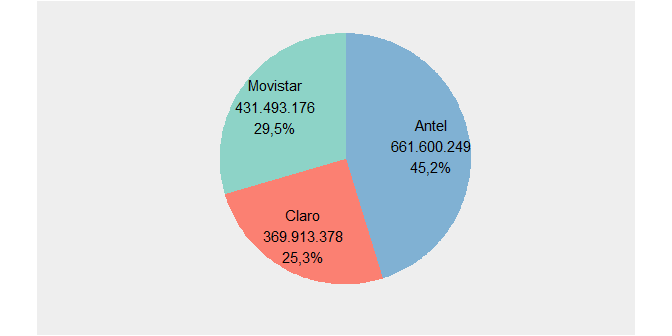 Movistar
431.493.176
29,5%
Antel
661.600.249
45,2%
Claro
369.913.378
25,3%